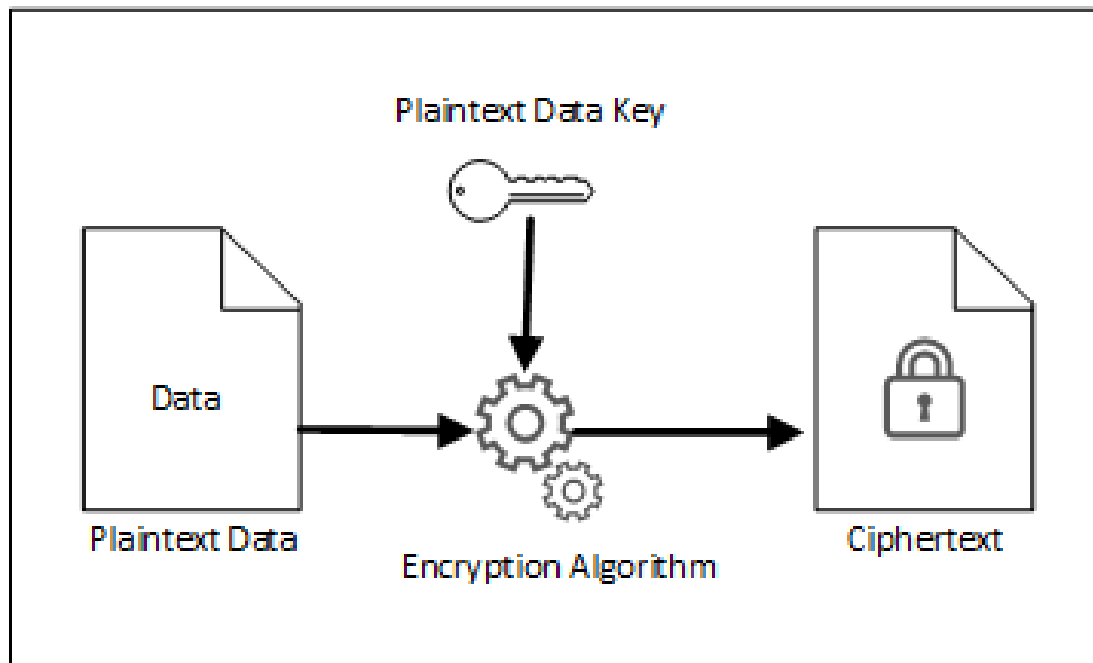 Plaintext Data Key
Data
Plaintext Data
Encryption Algorithm
Ciphertext